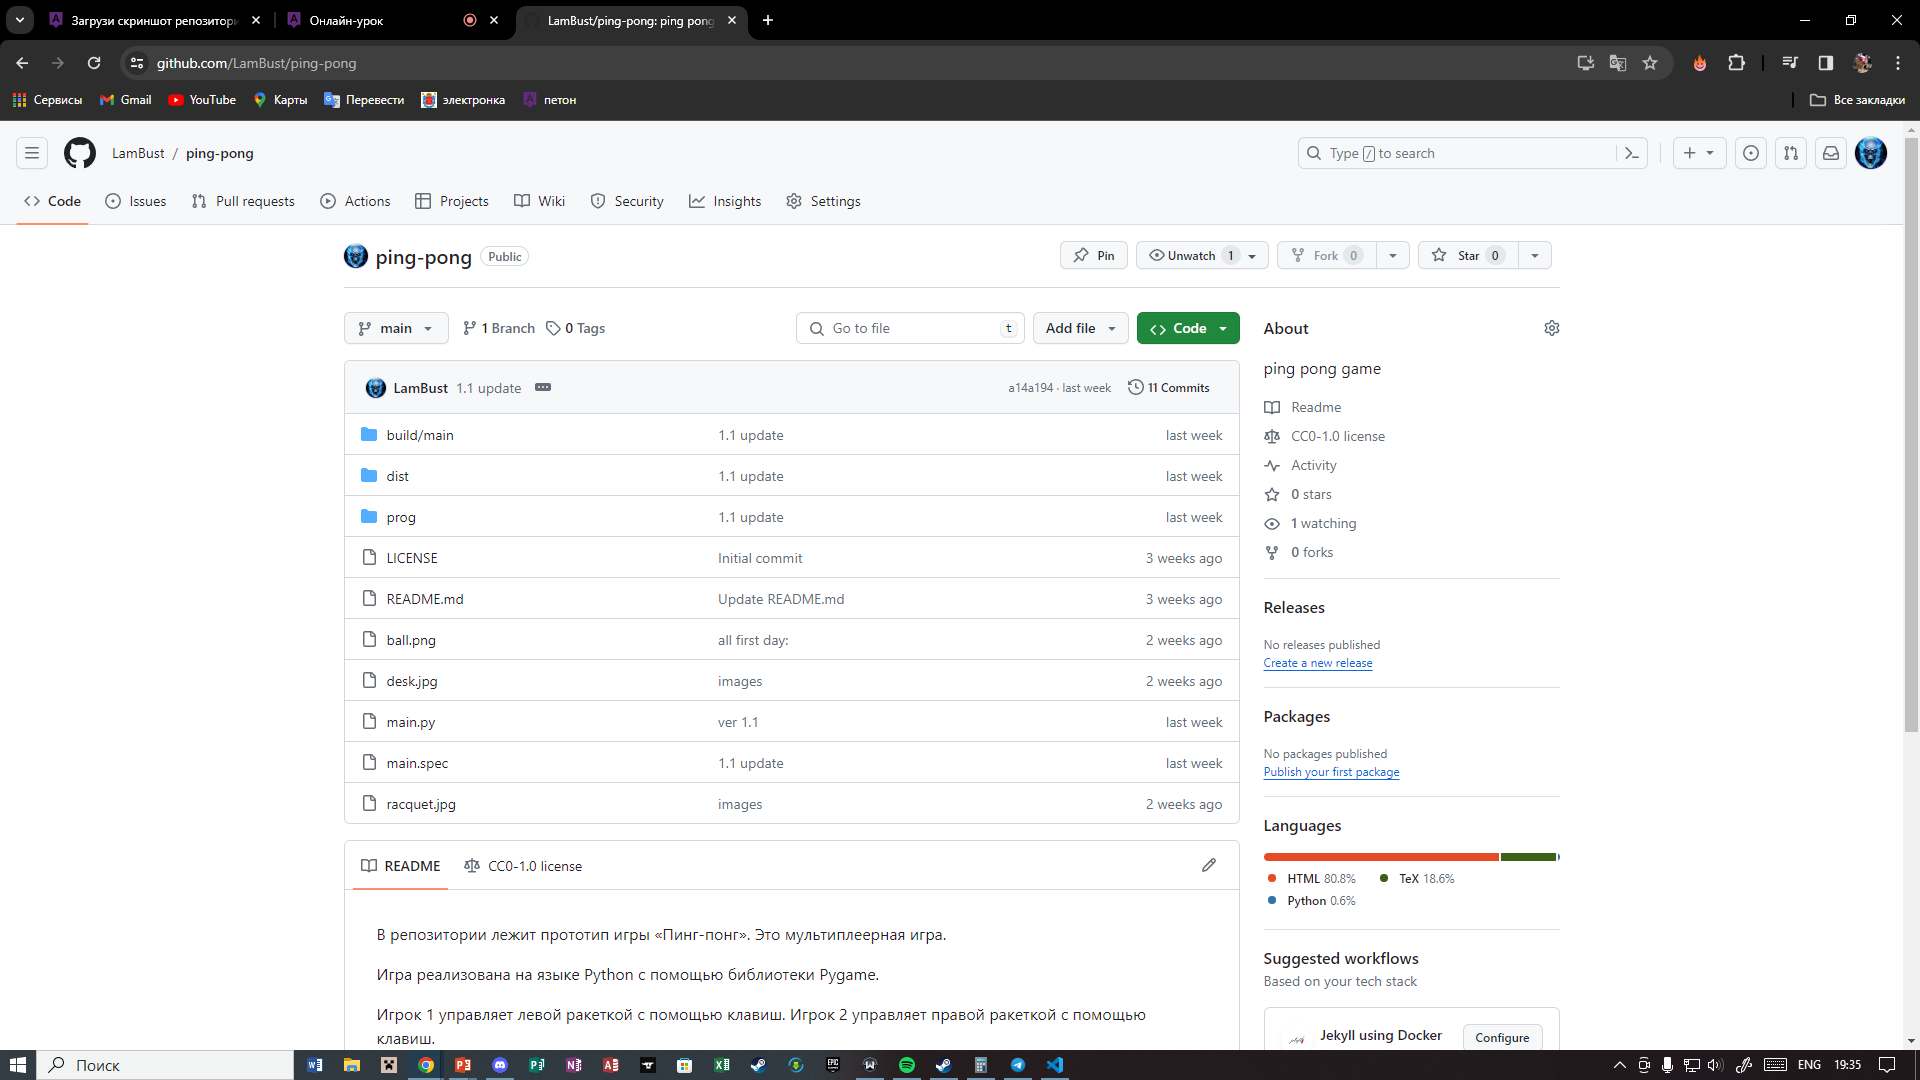 Загрузи скриншот репозитори
Онлайн-урок
LamBust/ping-pong: ping pong
github.com/LamBust/ping-pong
Сервисы
Gmail
YouTube
Карты
Перевести
электронка
петон
Все закладки
LamBust / ping-pong
Type / to search
Code
Issues
Pull requests
Actions
Projects
Wiki
Security
Insights
Settings
ping-pong Public
Pin
Unwatch 1
Fork 0
Star 0
main
1 Branch
0 Tags
Go to file t
Add file
Code
LamBust 1.1 update
a14a194 · last week
11 Commits
build/main 1.1 update last week
dist 1.1 update last week
prog 1.1 update last week
LICENSE Initial commit 3 weeks ago
README.md Update README.md 3 weeks ago
ball.png all first day: 2 weeks ago
desk.jpg images 2 weeks ago
main.py ver 1.1 last week
main.spec 1.1 update last week
racquet.jpg images 2 weeks ago
README
CC0-1.0 license
В репозитории лежит прототип игры «Пинг-понг». Это мультиплеерная игра.
Игра реализована на языке Python с помощью библиотеки Pygame.
Игрок 1 управляет левой ракеткой с помощью клавиш. Игрок 2 управляет правой ракеткой с помощью
клавиш.
About
ping pong game
Readme
CC0-1.0 license
Activity
0 stars
1 watching
0 forks
Releases
No releases published
Create a new release
Packages
No packages published
Publish your first package
Languages
HTML 80.8%
TeX 18.6%
Python 0.6%
Suggested workflows
Based on your tech stack
Jekyll using Docker
Configure
Поиск
ENG
19:35